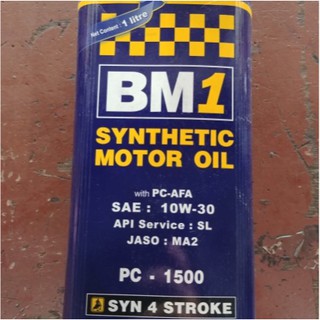 Net Content : 1 litre
BM1
SYNTHETIC
MOTOR OIL
with PC-AFA
SAE : 10W-30
API Service : SL
JASO : MA2
PC - 1500
SYN 4 STROKE